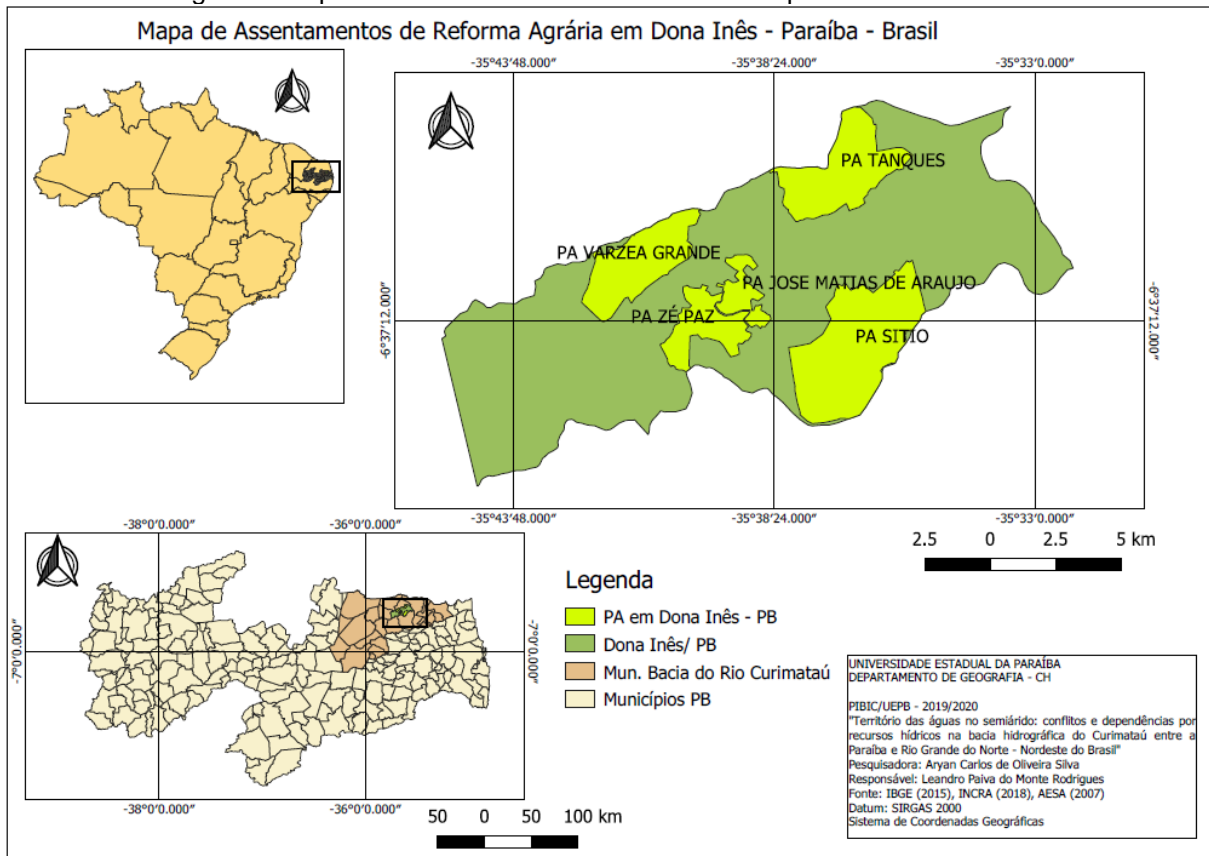 Mapa de Assentamentos de Reforma Agrária em Dona Inês - Paraíba - Brasil
-35°43'48.000" -35°38'24.000" -35°33'0.000"
PA TANQUES
PA VARZEA GRANDE
PA JOSE MATIAS DE ARAUJO
PA ZÉ PAZ
PA SITIO
-6°37'12.000" -6°37'12.000"
-35°43'48.000" -35°38'24.000" -35°33'0.000"
2.5 0 2.5 5 km
-38°0'0.000" -36°0'0.000"
-7°0'0.000" -7°0'0.000"
-38°0'0.000" -36°0'0.000"
50 0 50 100 km
Legenda
PA em Dona Inês - PB
Dona Inês/ PB
Mun. Bacia do Rio Curimataú
Municípios PB
UNIVERSIDADE ESTADUAL DA PARAÍBA
DEPARTAMENTO DE GEOGRAFIA - CH
PIBIC/UEPB - 2019/2020
"Território das águas no semiárido: conflitos e dependências por
recursos hídricos na bacia hidrográfica do Curimataú entre a
Paraíba e Rio Grande do Norte - Nordeste do Brasil"
Pesquisadora: Aryan Carlos de Oliveira Silva
Responsável: Leandro Paiva do Monte Rodrigues
Fonte: IBGE (2015), INCRA (2018), AESA (2007)
Datum: SIRGAS 2000
Sistema de Coordenadas Geográficas